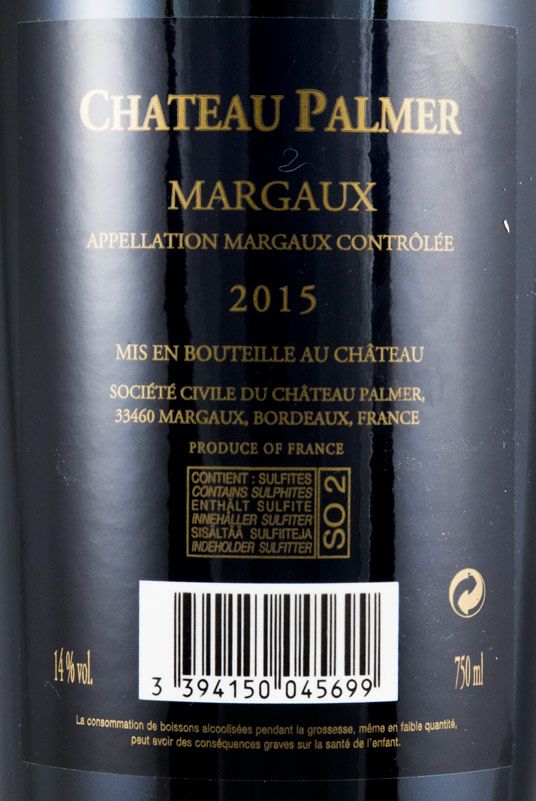 CHATEAU PALMER
MARGAUX
APPELLATION MARGAUX CONTRÔLÉE
2015
MIS EN BOUTEILLE AU CHÂTEAU
SOCIÉTÉ CIVILE DU CHÂTEAU PALMER,
33460 MARGAUX, BORDEAUX, FRANCE
PRODUCE OF FRANCE
CONTIENT : SULFITES
CONTAINS SULPHITES
ENTHÄLT SULFITE
INNEHÅLLER SULFITER
SISÄLTÄÄ SULFIITEJA
INDEHOLDER SULFITTER
SO 2
14 % vol.
3 394150 045699
750 ml
La consommation de boissons alcoolisées pendant la grossesse, même en faible quantité,
peut avoir des conséquences graves sur la santé de l'enfant.